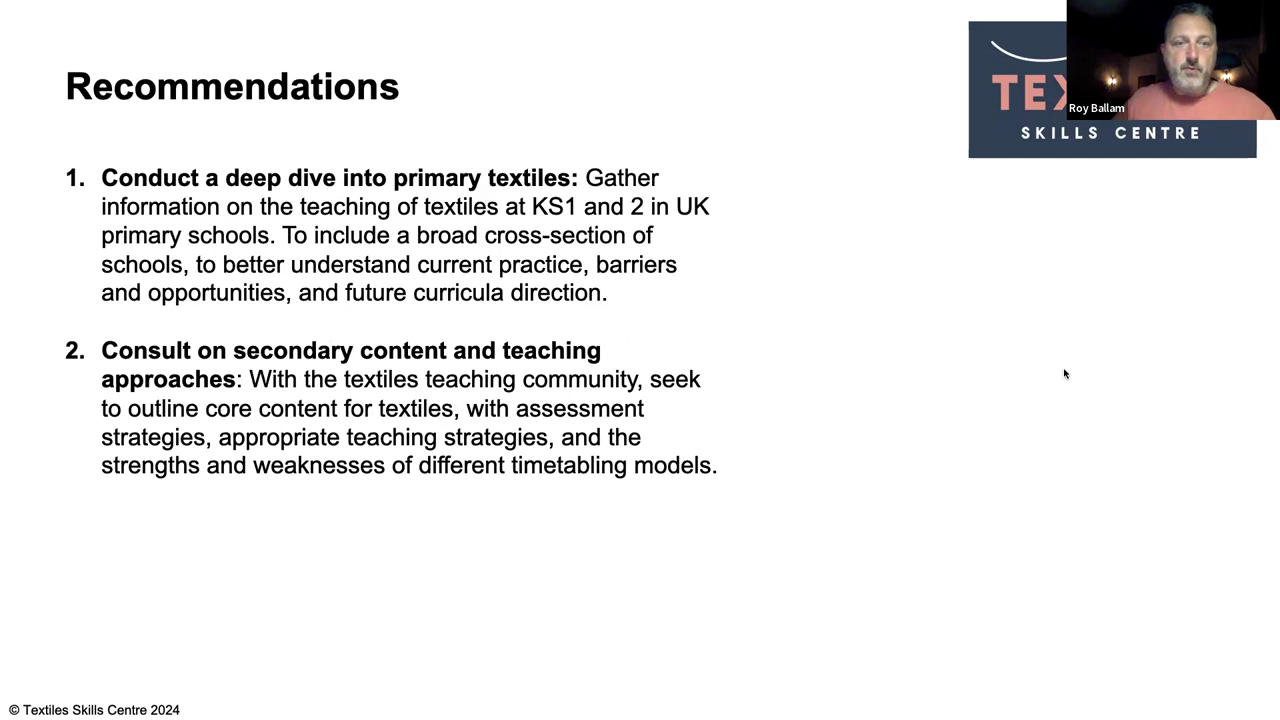 Recommendations
TEX
SKILLS CENTRE
Roy Ballam
1. Conduct a deep dive into primary textiles: Gather
information on the teaching of textiles at KS1 and 2 in UK
primary schools. To include a broad cross-section of
schools, to better understand current practice, barriers
and opportunities, and future curricula direction.
2. Consult on secondary content and teaching
approaches: With the textiles teaching community, seek
to outline core content for textiles, with assessment
strategies, appropriate teaching strategies, and the
strengths and weaknesses of different timetabling models.
© Textiles Skills Centre 2024